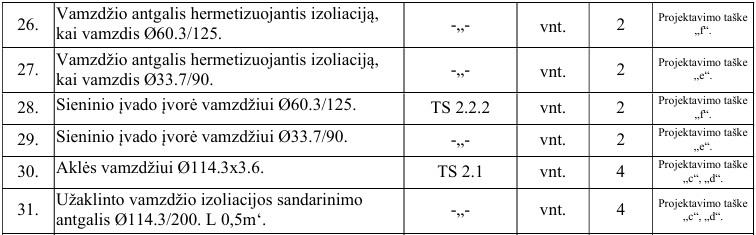 26. Vamzdžio antgalis hermetizuojantis izoliaciją, kai vamzdis Ø60.3/125. -„- vnt. 2 Projektavimo taške „f“.
27. Vamzdžio antgalis hermetizuojantis izoliaciją, kai vamzdis Ø33.7/90. -„- vnt. 2 Projektavimo taške „e“.
28. Sieninio įvado įvorė vamzdžiui Ø60.3/125. TS 2.2.2 vnt. 2 Projektavimo taške „f“.
29. Sieninio įvado įvorė vamzdžiui Ø33.7/90. -„- vnt. 2 Projektavimo taške „e“.
30. Aklės vamzdžiui Ø114.3x3.6. TS 2.1 vnt. 4 Projektavimo taške „c“, „d“.
31. Užaklinto vamzdžio izoliacijos sandarinimo antgalis Ø114.3/200. L 0,5m‘. -„- vnt. 4 Projektavimo taške „c“, „d“.